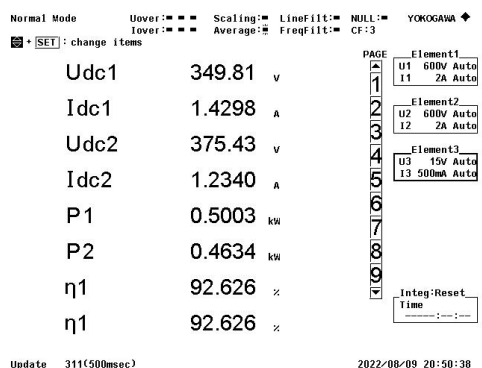 Normal Mode Uover: Scaling: LineFilt: NULL: YOKOGAWA
Iover: Average: FreqFilt: CF:3
+ SET : change items
PAGE
Udc1 349.81 V
Idc1 1.4298 A
Udc2 375.43 V
Idc2 1.2340 A
P1 0.5003 kW
P2 0.4634 kW
η1 92.626 %
η1 92.626 %
1
2
3
4
5
6
7
8
9
Element1
U1 600V Auto
I1 2A Auto
Element2
U2 600V Auto
I2 2A Auto
Element3
U3 15V Auto
I3 500mA Auto
Integ:Reset
Time
-----:--:--
Update 311(500msec) 2022/08/09 20:50:38